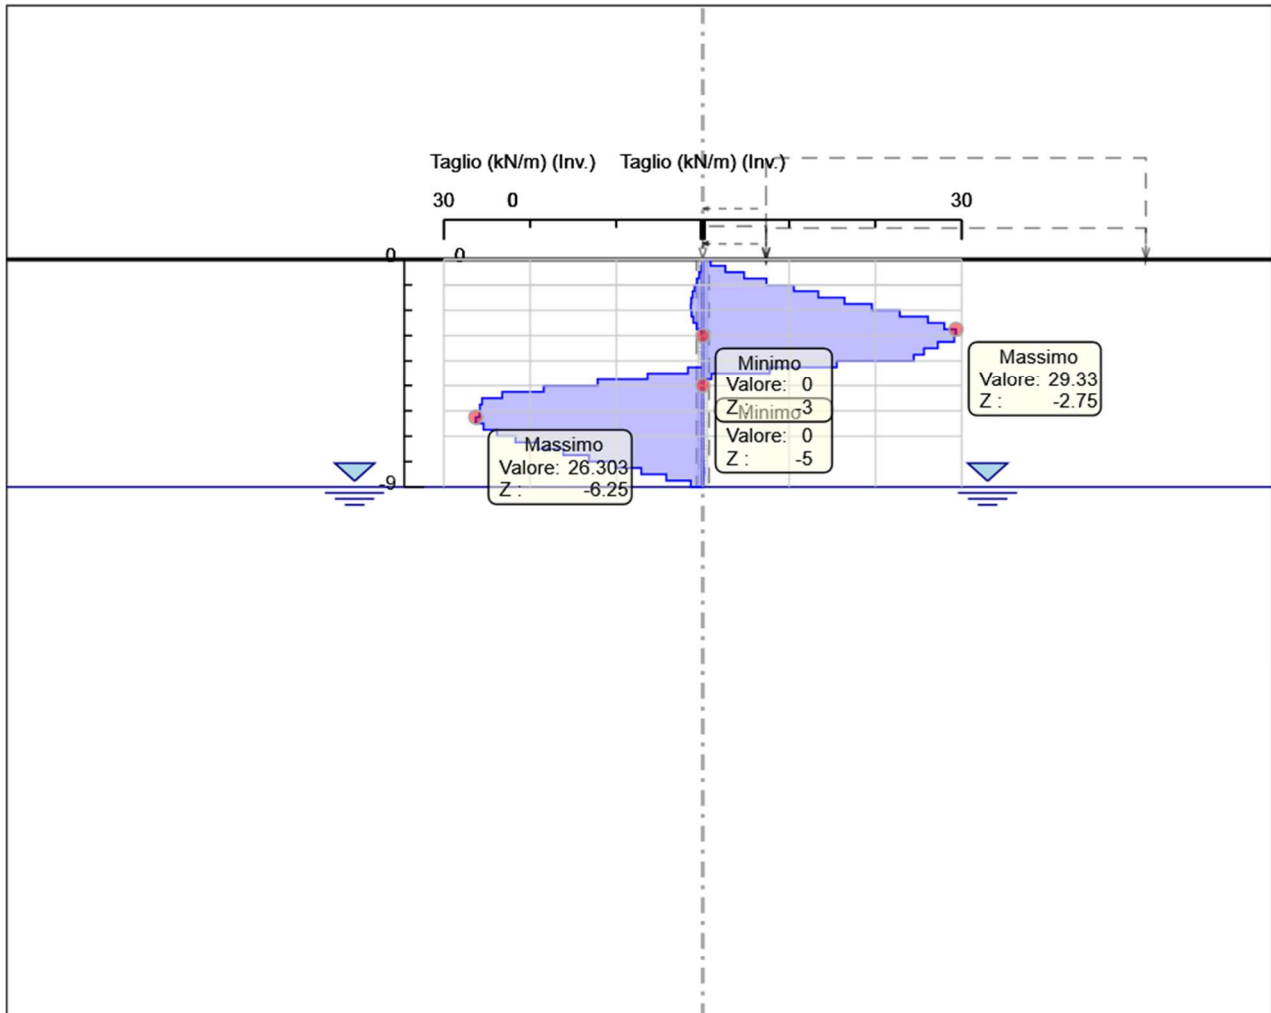 Taglio (kN/m) (Inv.) Taglio (kN/m) (Inv.)
30 0 30
0 0
-9
Minimo
Valore: 0
Z : -3
Minimo
Valore: 0
Z : -5
Massimo
Valore: 29.33
Z : -2.75
Massimo
Valore: 26.303
Z : -6.25